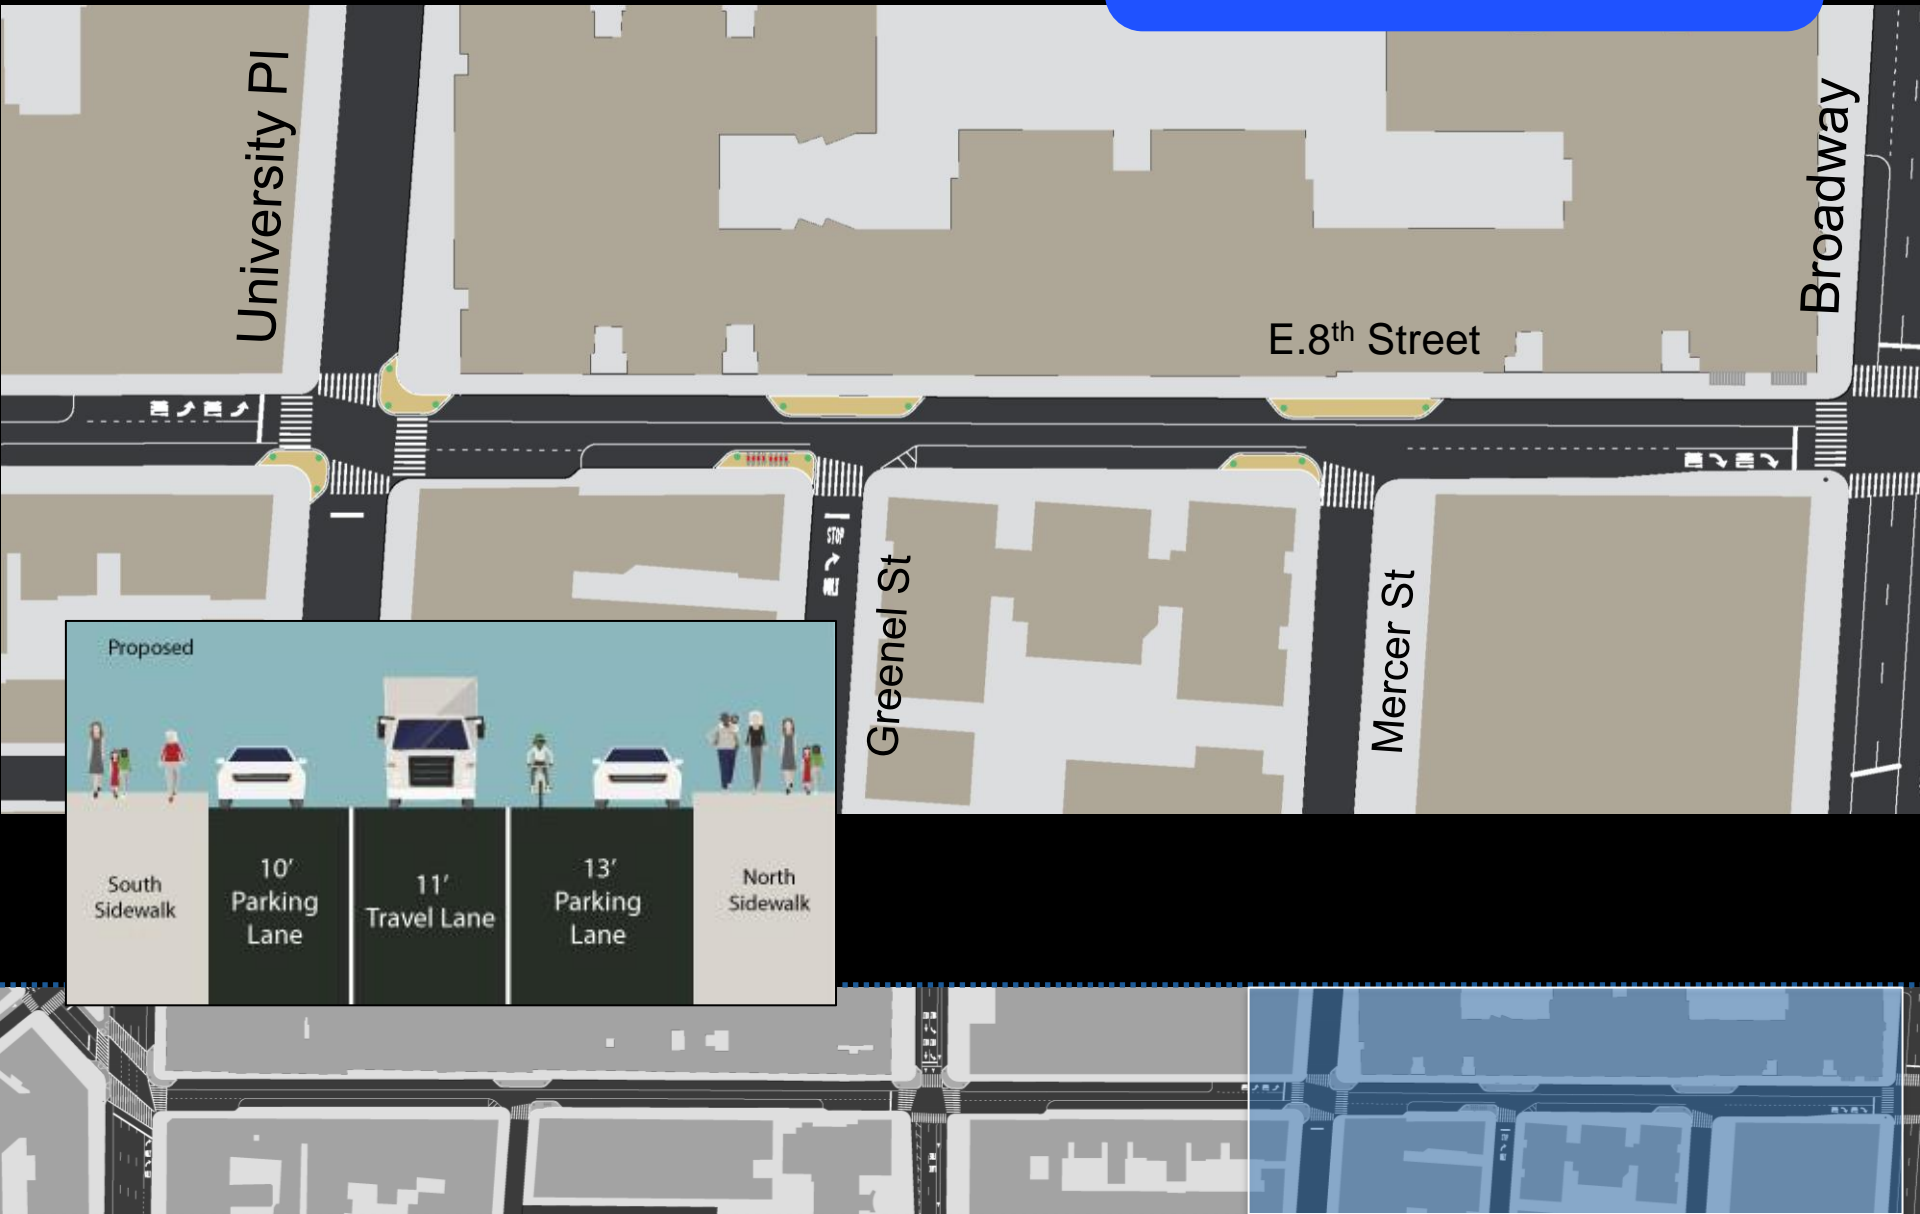 University Pl
Broadway
E.8th Street
STOP
ONLY
Greenel St
Mercer St
Proposed
South
Sidewalk
10’
Parking
Lane
11’
Travel Lane
13’
Parking
Lane
North
Sidewalk